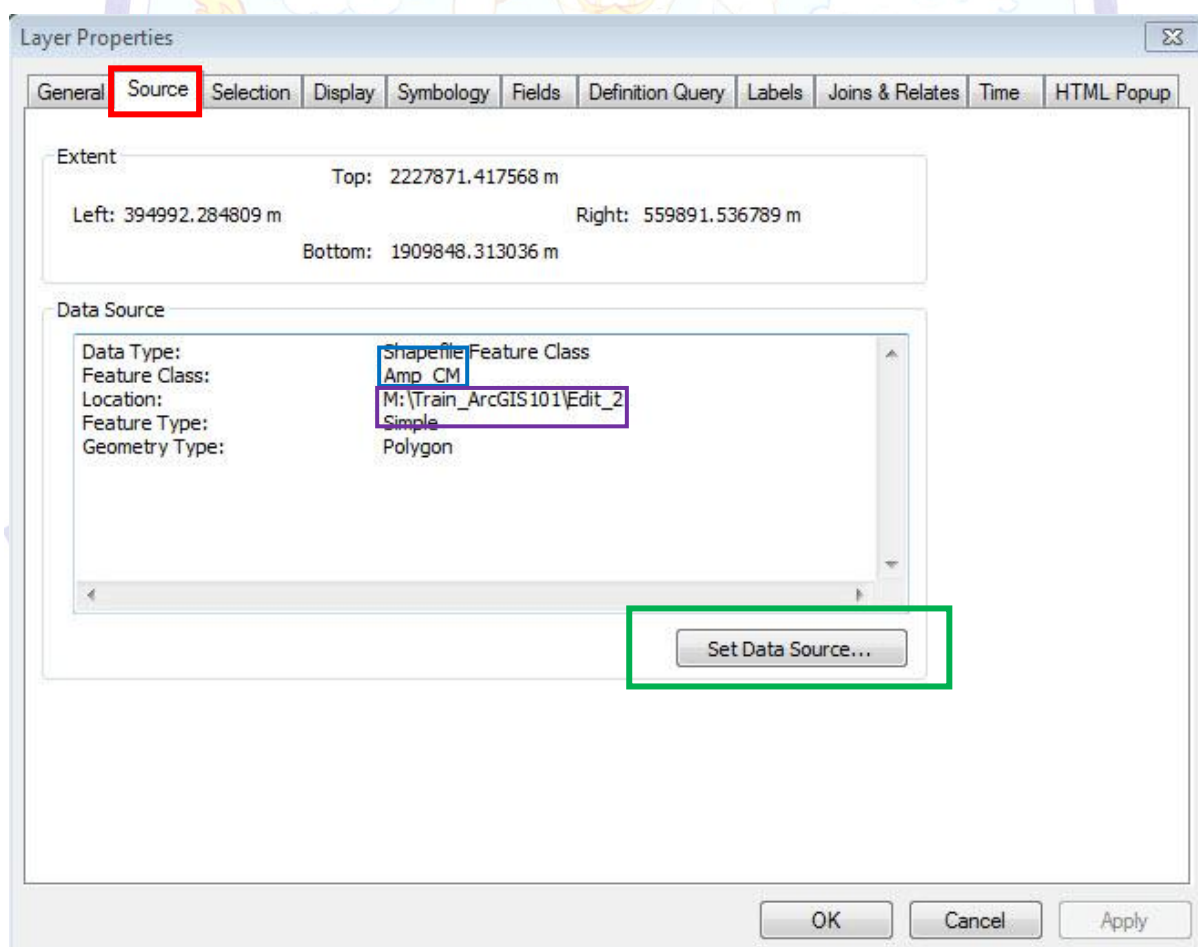 Layer Properties
General Source Selection Display Symbology Fields Definition Query Labels Joins & Relates Time HTML Popup
Extent
Top: 2227871.417568 m
Left: 394992.284809 m Right: 559891.536789 m
Bottom: 1909848.313036 m
Data Source
Data Type: Shapefile Feature Class
Feature Class: Amp_CM
Location: M:\Train_ArcGIS101\Edit_2
Feature Type: Simple
Geometry Type: Polygon
Set Data Source...
OK Cancel Apply